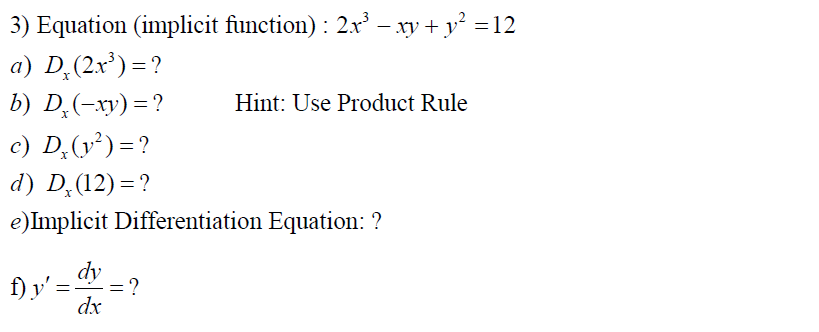 3) Equation (implicit function) : 2x³ − xy + y² = 12
a) Dₓ(2x³) = ?
b) Dₓ(−xy) = ? Hint: Use Product Rule
c) Dₓ(y²) = ?
d) Dₓ(12) = ?
e)Implicit Differentiation Equation: ?
f) y′ = dy/dx = ?